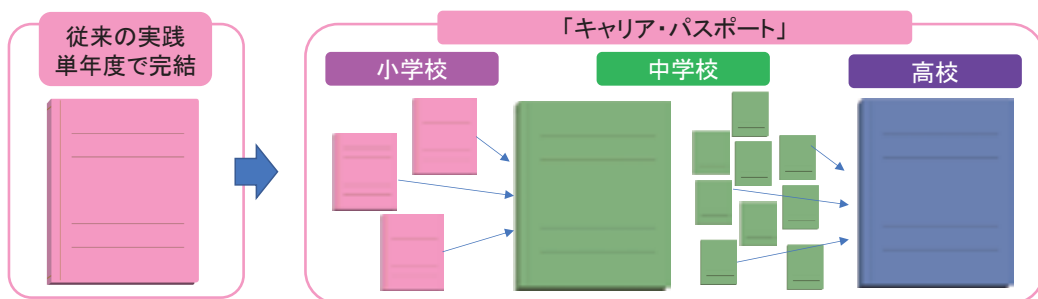 従来の実践
単年度で完結
「キャリア・パスポート」
小学校
中学校
高校